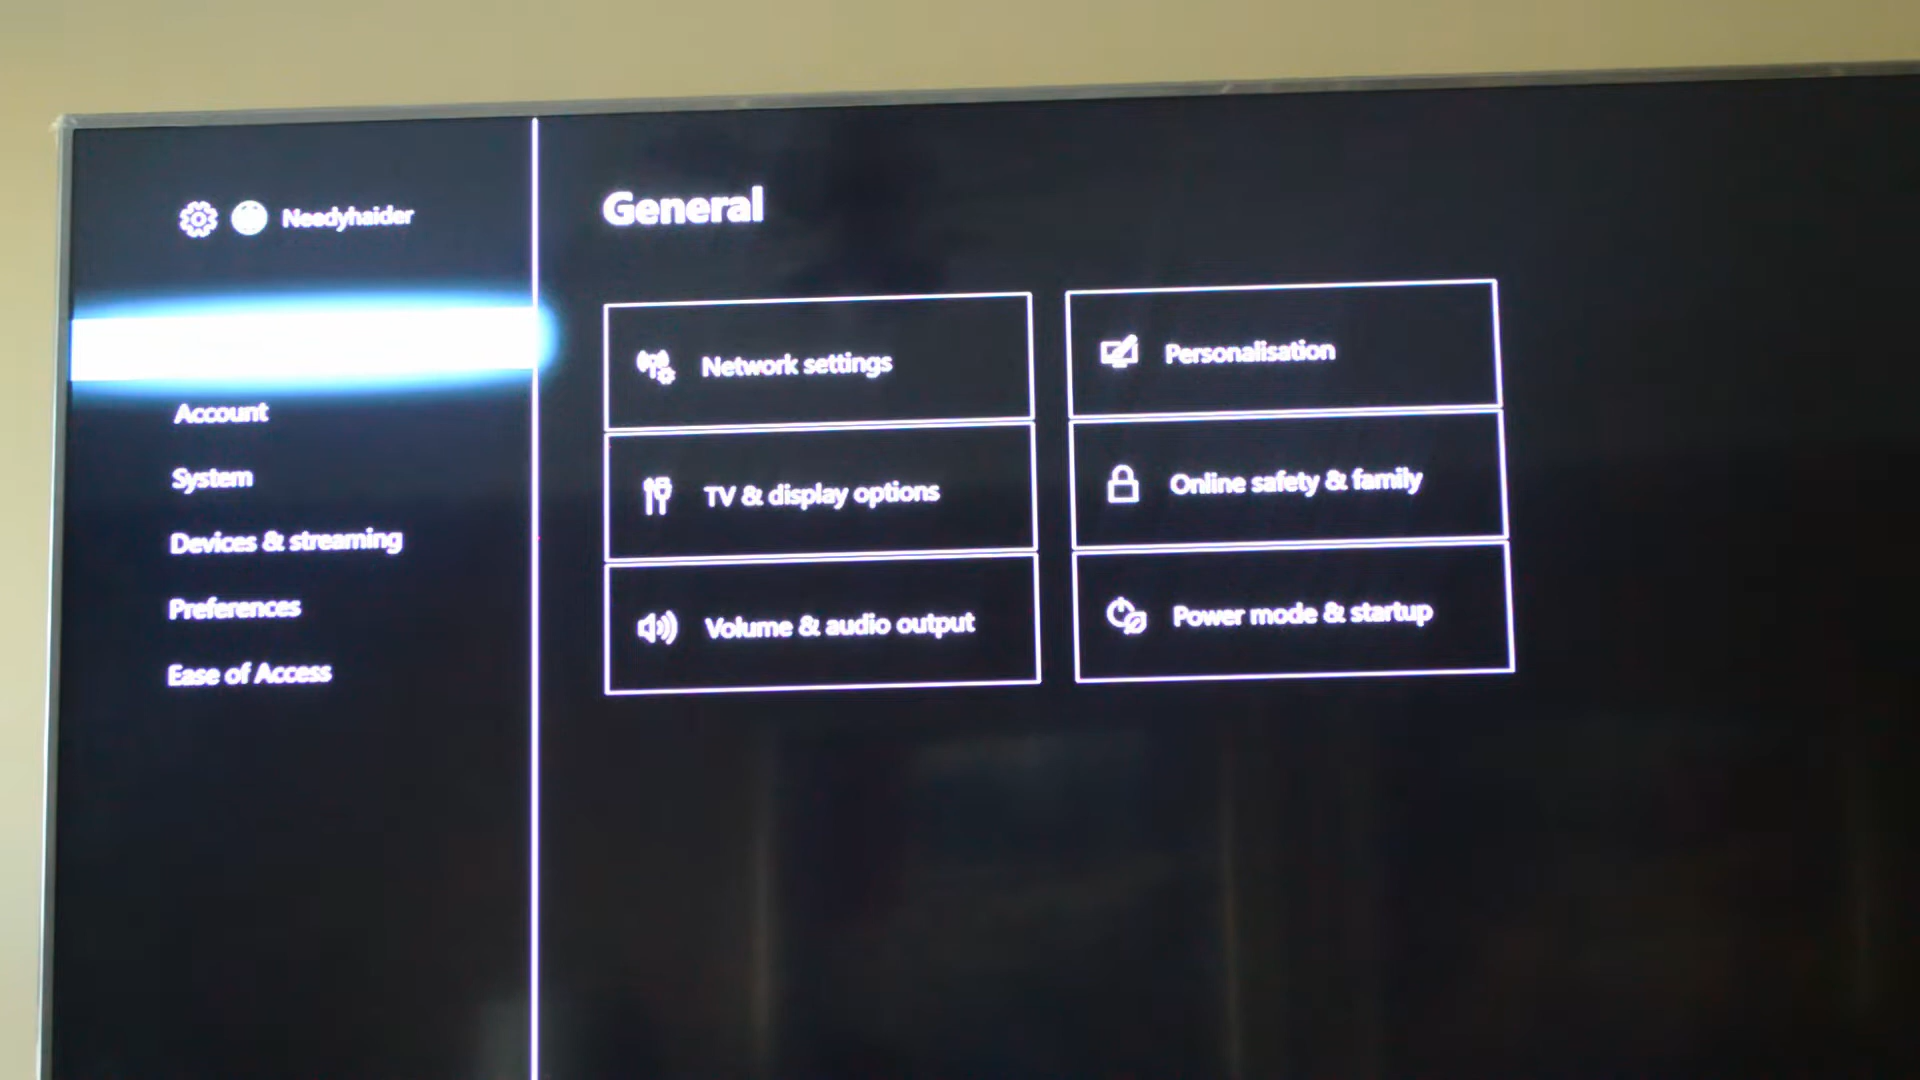 Needyhaider
Account
System
Devices & streaming
Preferences
Ease of Access
General
Network settings
TV & display options
Volume & audio output
Personalisation
Online safety & family
Power mode & startup